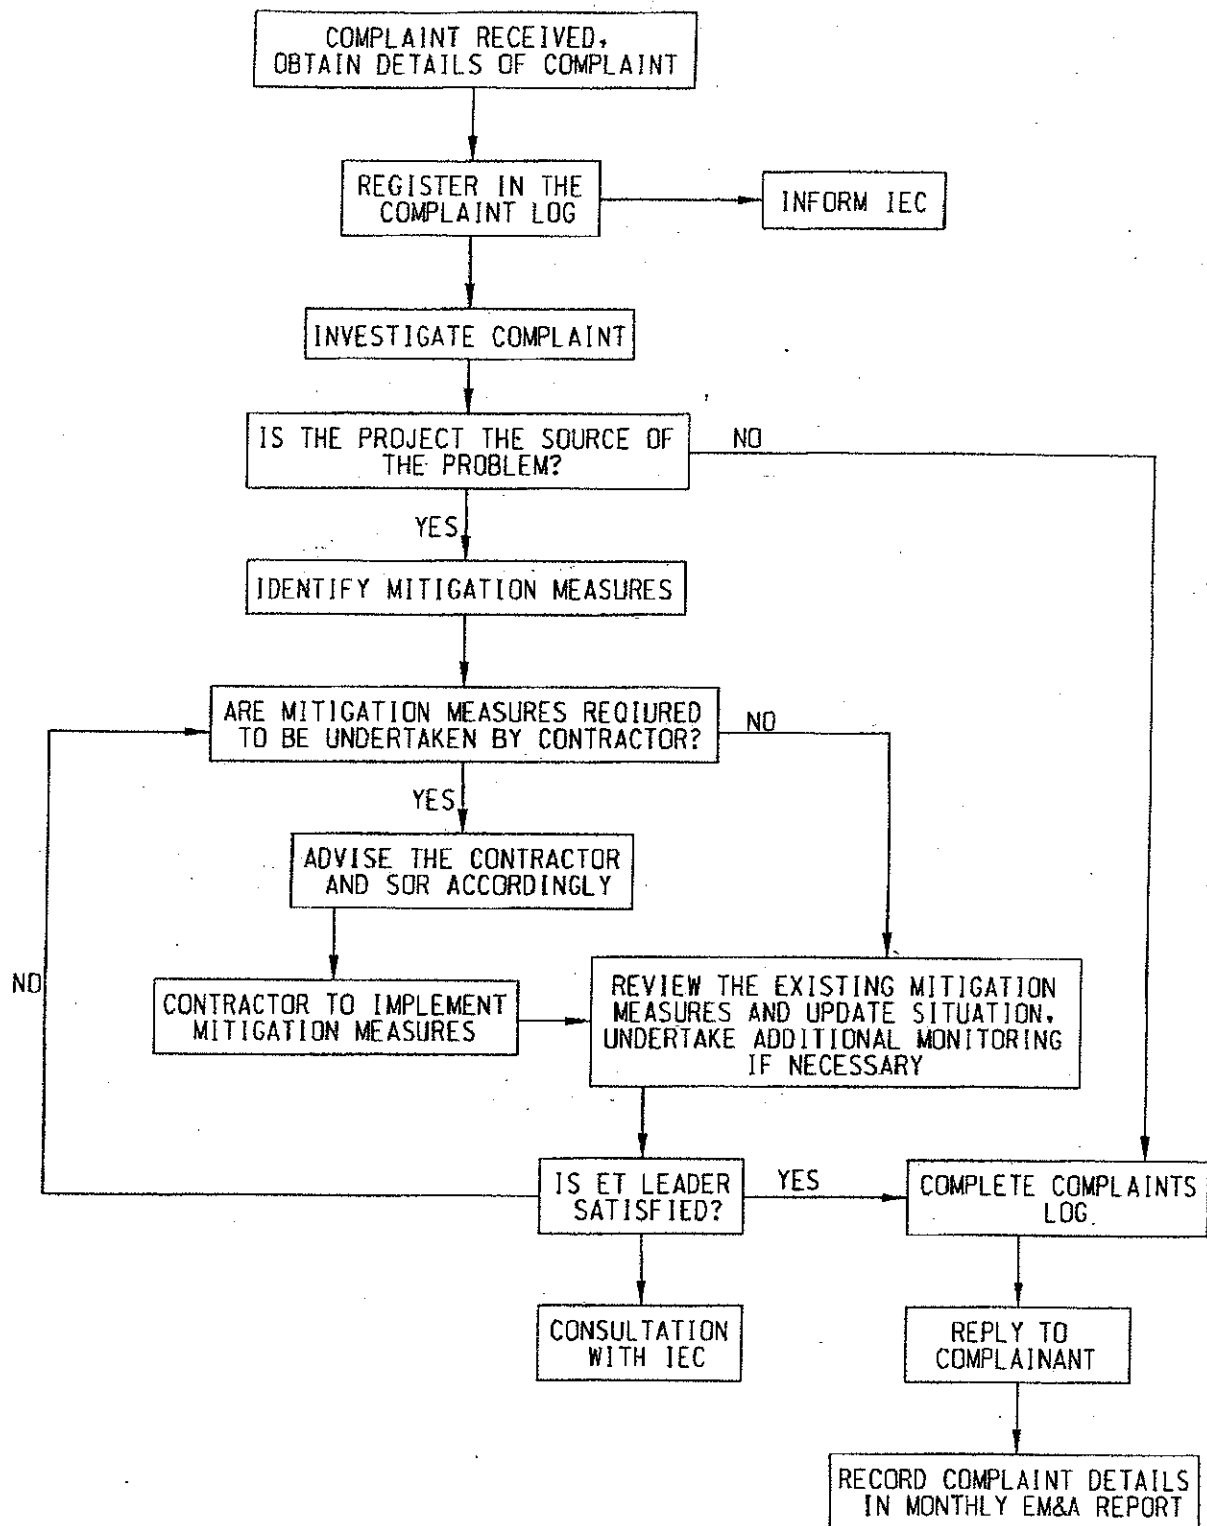 COMPLAINT RECEIVED,
OBTAIN DETAILS OF COMPLAINT
REGISTER IN THE
COMPLAINT LOG
INFORM IEC
INVESTIGATE COMPLAINT
IS THE PROJECT THE SOURCE OF
THE PROBLEM?
NO
YES
IDENTIFY MITIGATION MEASURES
ARE MITIGATION MEASURES REQIURED
TO BE UNDERTAKEN BY CONTRACTOR?
NO
YES
ADVISE THE CONTRACTOR
AND SOR ACCORDINGLY
NO
CONTRACTOR TO IMPLEMENT
MITIGATION MEASURES
REVIEW THE EXISTING MITIGATION
MEASURES AND UPDATE SITUATION.
UNDERTAKE ADDITIONAL MONITORING
IF NECESSARY
IS ET LEADER
SATISFIED?
YES
COMPLETE COMPLAINTS
LOG
CONSULTATION
WITH IEC
REPLY TO
COMPLAINANT
RECORD COMPLAINT DETAILS
IN MONTHLY EM&A REPORT